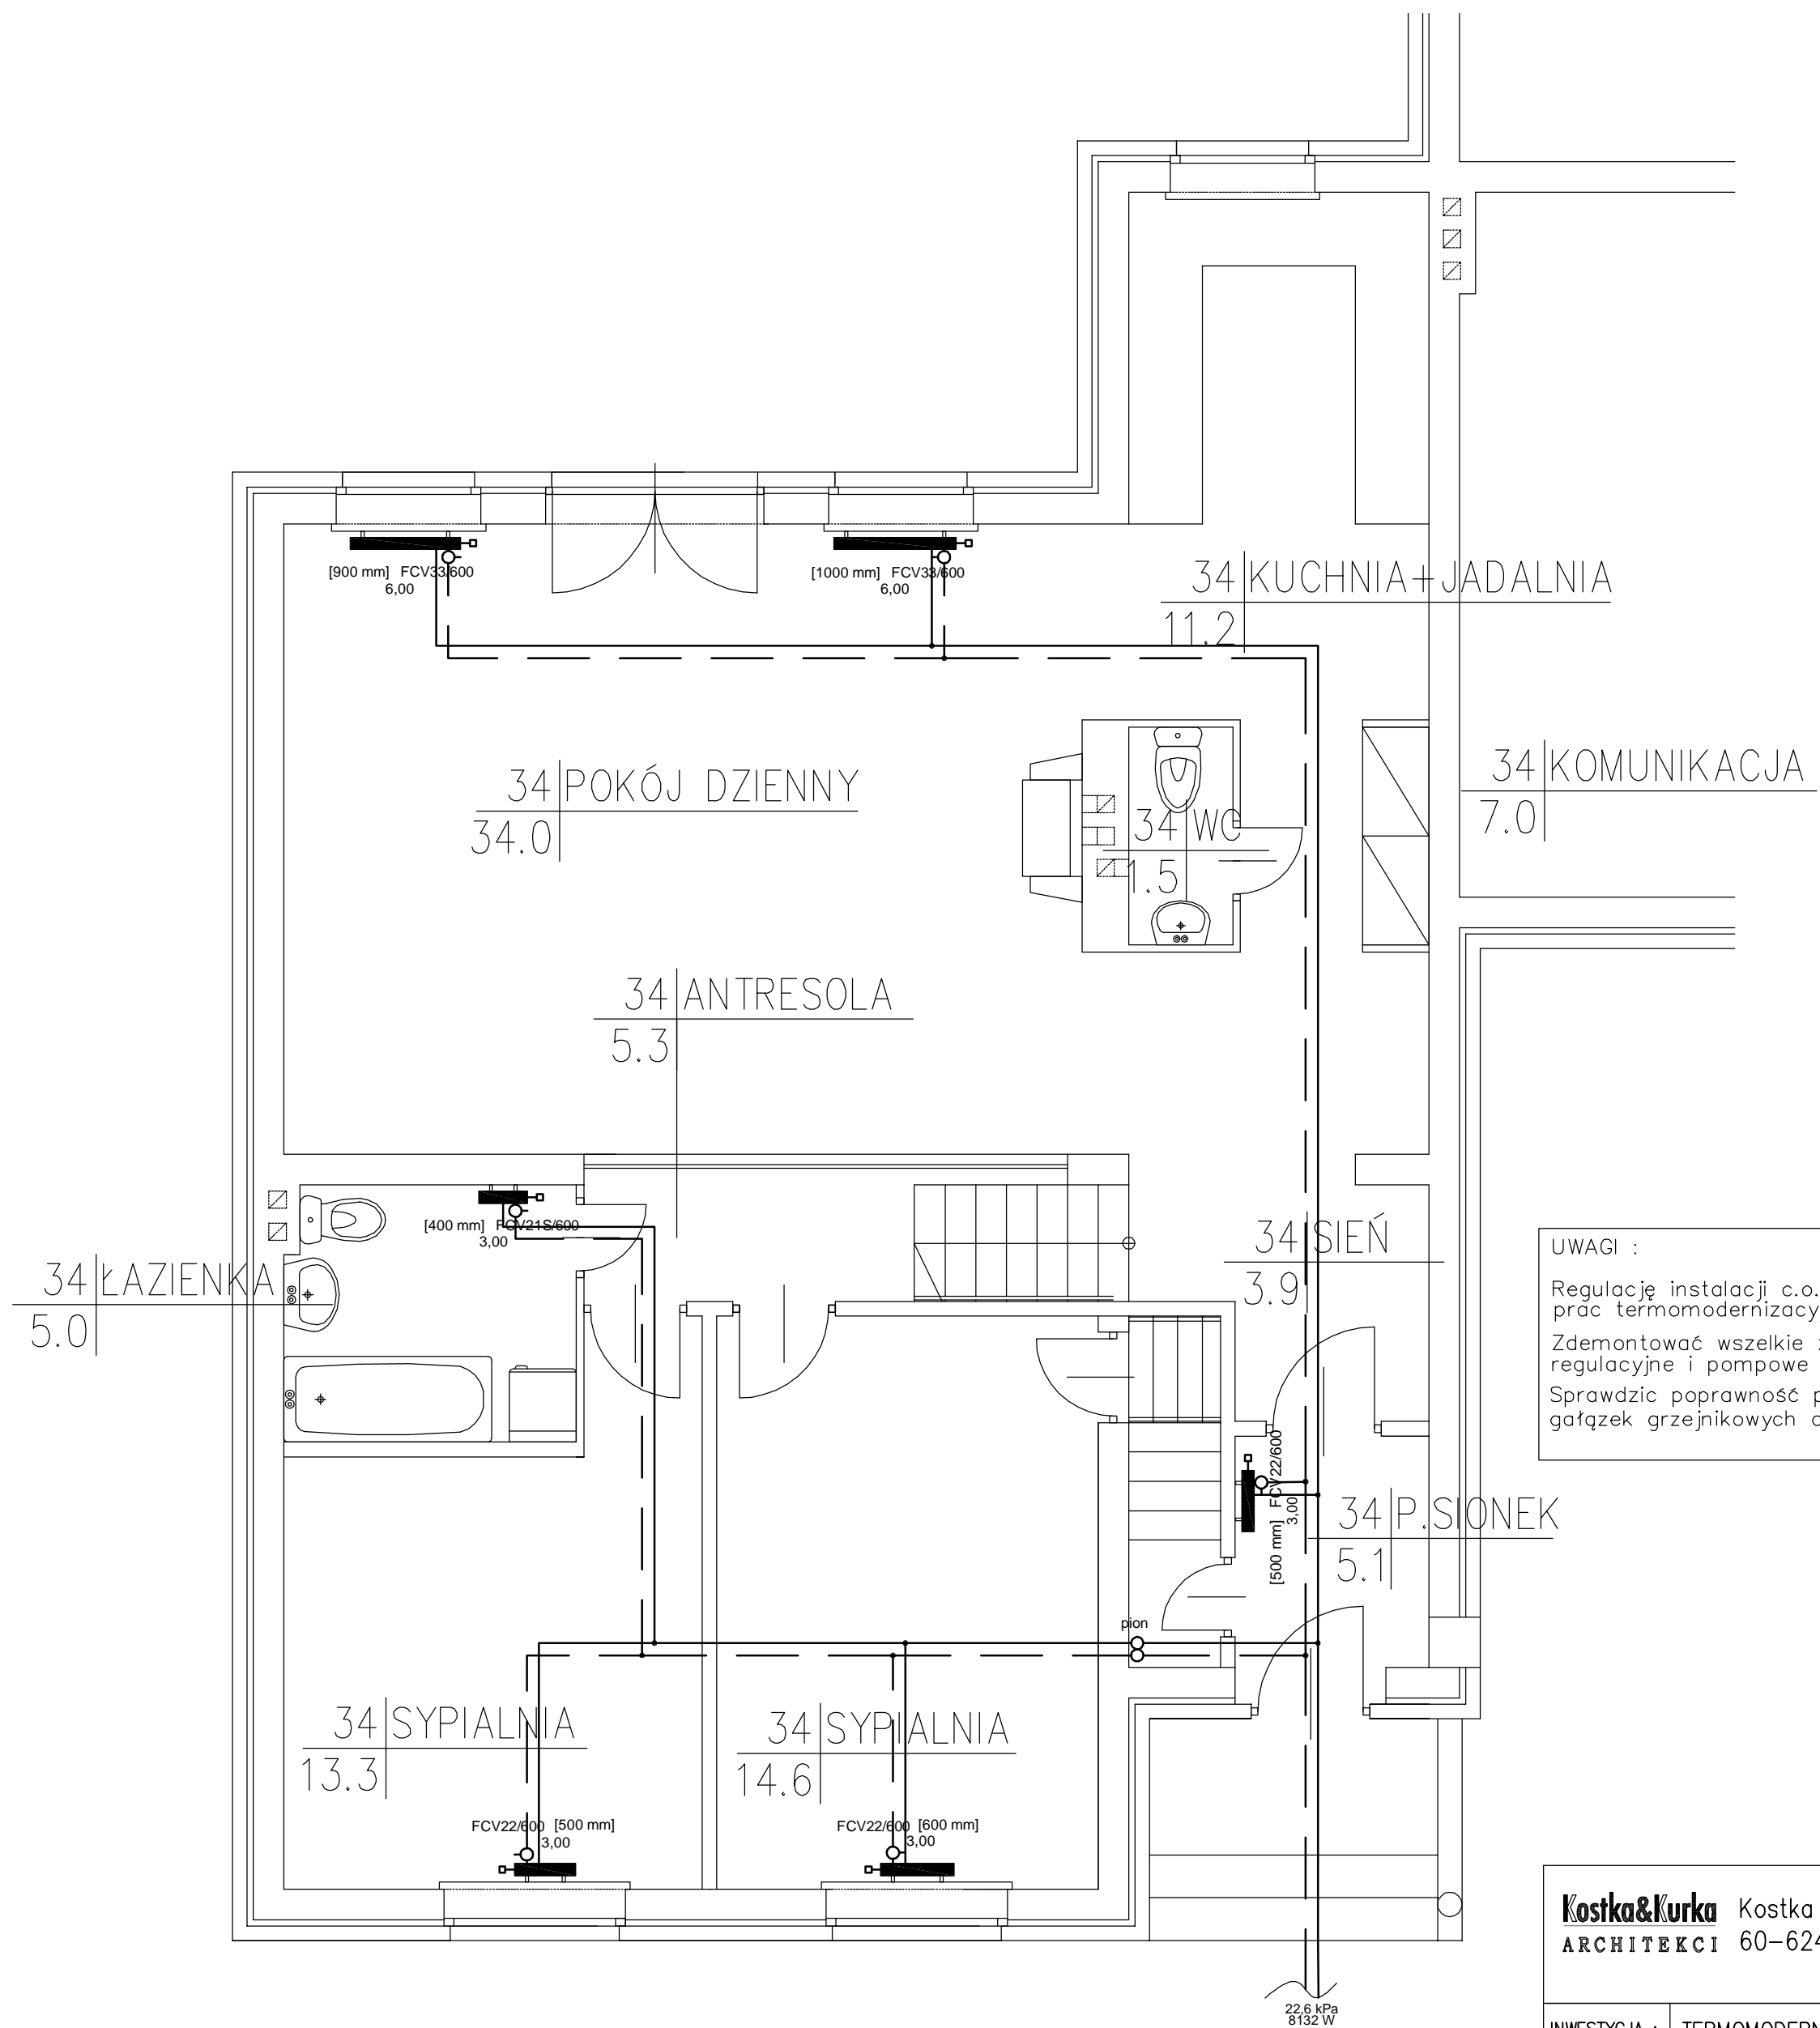 [900 mm] FCV33/600
6,00
[1000 mm] FCV33/600
6,00
34 KUCHNIA+JADALNIA
11.2
34 POKÓJ DZIENNY
34.0
34 WC
1.5
34 KOMUNIKACJA
7.0
34 ANTRESOLA
5.3
[400 mm] FCV21S/600
3,00
34 SIEŃ
3.9
34 ŁAZIENKA
5.0
UWAGI :
Regulację instalacji c.o.
prac termomodernizacy
Zdemontować wszelkie
regulacyjne i pompowe
Sprawdzic poprawność
gałązek grzejnikowych
[500 mm] FCV22/600
3,00
34 P.SIONEK
5.1
pion
34 SYPIALNIA
13.3
34 SYPIALNIA
14.6
FCV22/600 [500 mm]
3,00
FCV22/600 [600 mm]
3,00
Kostka&Kurka Kostka
ARCHITEKCI 60-624
22,6 kPa
8132 W
INWESTYCJA : TERMOMODERN